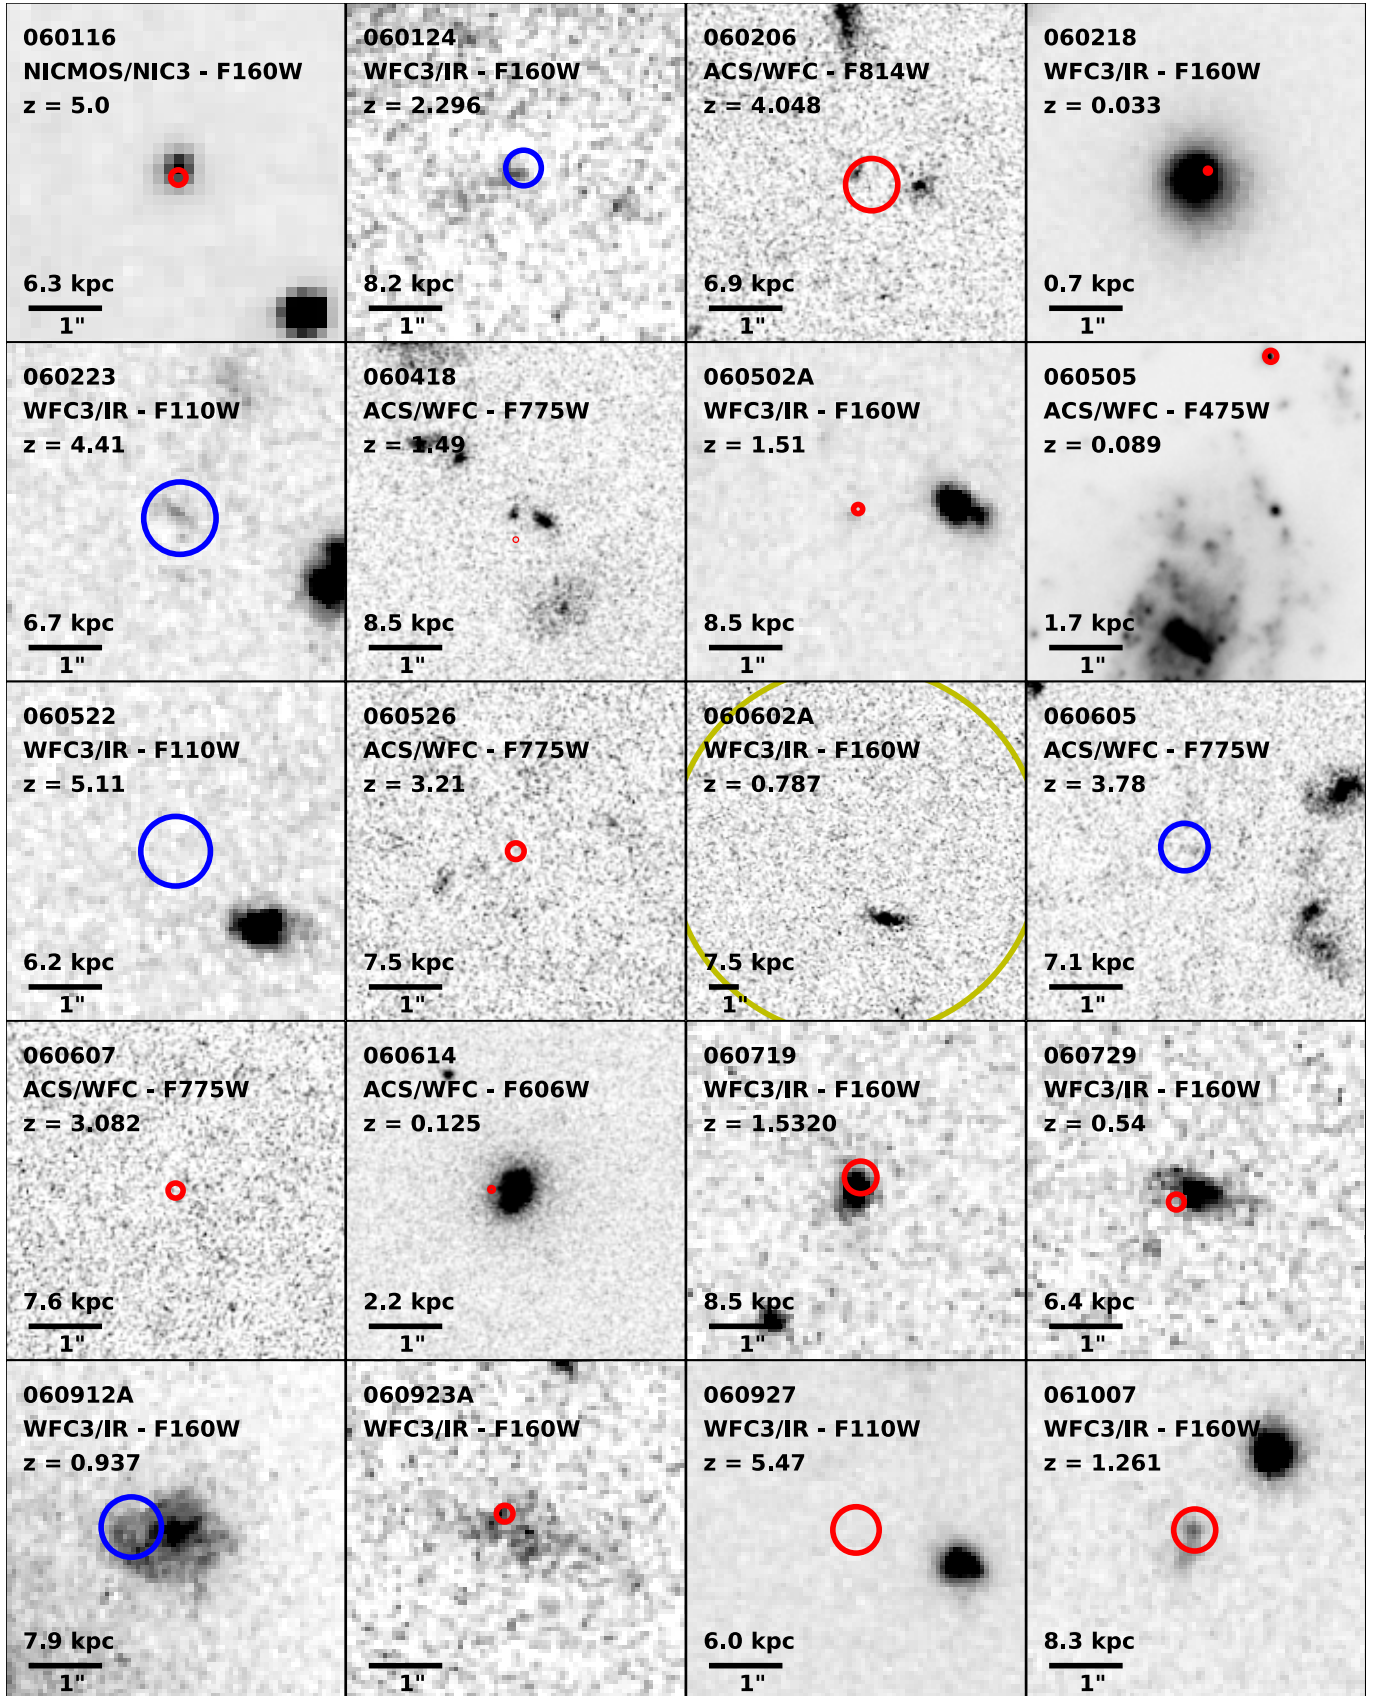 060116
NICMOS/NIC3 - F160W
z = 5.0
6.3 kpc
1"
060124
WFC3/IR - F160W
z = 2.296
8.2 kpc
1"
060206
ACS/WFC - F814W
z = 4.048
6.9 kpc
1"
060218
WFC3/IR - F160W
z = 0.033
0.7 kpc
1"
060223
WFC3/IR - F110W
z = 4.41
6.7 kpc
1"
060418
ACS/WFC - F775W
z = 1.49
8.5 kpc
1"
060502A
WFC3/IR - F160W
z = 1.51
8.5 kpc
1"
060505
ACS/WFC - F475W
z = 0.089
1.7 kpc
1"
060522
WFC3/IR - F110W
z = 5.11
6.2 kpc
1"
060526
ACS/WFC - F775W
z = 3.21
7.5 kpc
1"
060602A
WFC3/IR - F160W
z = 0.787
7.5 kpc
1"
060605
ACS/WFC - F775W
z = 3.78
7.1 kpc
1"
060607
ACS/WFC - F775W
z = 3.082
7.6 kpc
1"
060614
ACS/WFC - F606W
z = 0.125
2.2 kpc
1"
060719
WFC3/IR - F160W
z = 1.5320
8.5 kpc
1"
060729
WFC3/IR - F160W
z = 0.54
6.4 kpc
1"
060912A
WFC3/IR - F160W
z = 0.937
7.9 kpc
1"
060923A
WFC3/IR - F160W
1"
060927
WFC3/IR - F110W
z = 5.47
6.0 kpc
1"
061007
WFC3/IR - F160W
z = 1.261
8.3 kpc
1"